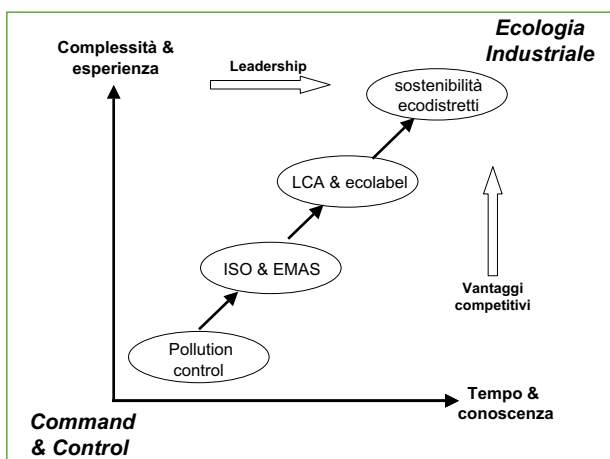 Ecologia
Industriale
Complessità &
esperienza
Leadership
sostenibilità
ecodistretti
LCA & ecolabel
ISO & EMAS
Vantaggi
competitivi
Pollution
control
Tempo &
conoscenza
Command
& Control